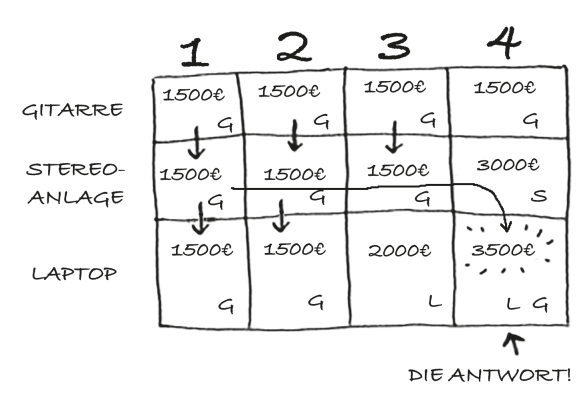 1 2 3 4
GITARRE 1500€ 1500€ 1500€ 1500€
G G G G
STEREO-
ANLAGE 1500€ 1500€ 1500€ 3000€
G G G S
LAPTOP 1500€ 1500€ 2000€ 3500€
G G L L G
DIE ANTWORT!